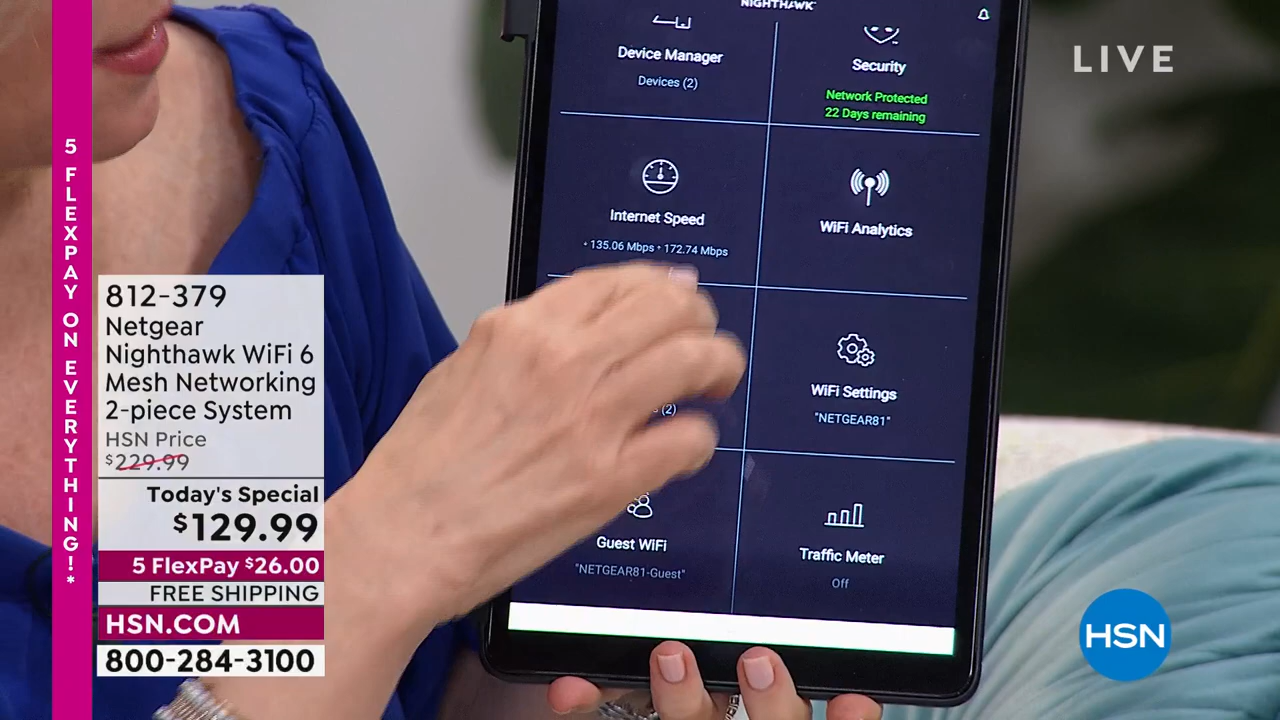 5 FLEXPAY ON EVERYTHING!*
812-379
Netgear
Nighthawk WiFi 6
Mesh Networking
2-piece System
HSN Price
$229.99
Today's Special
$129.99
5 FlexPay $26.00
FREE SHIPPING
HSN.COM
800-284-3100
NIGHTHAWK
Device Manager
Devices (2)
Security
Network Protected
22 Days remaining
Internet Speed
135.06 Mbps 172.74 Mbps
WiFi Analytics
(2)
WiFi Settings
"NETGEAR81"
Guest WiFi
"NETGEAR81-Guest"
Traffic Meter
Off
LIVE
HSN